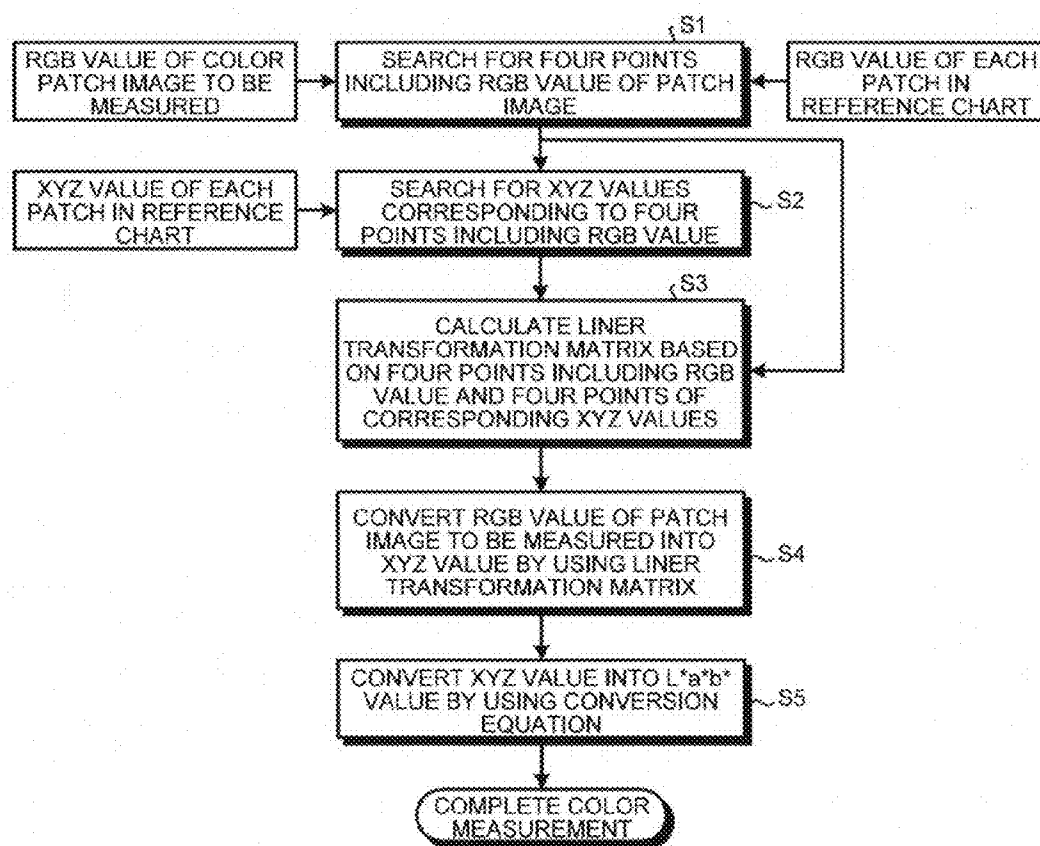 S1
RGB VALUE OF COLOR
PATCH IMAGE TO BE
MEASURED
SEARCH FOR FOUR POINTS
INCLUDING RGB VALUE OF PATCH
IMAGE
RGB VALUE OF EACH
PATCH IN
REFERENCE CHART
XYZ VALUE OF EACH
PATCH IN REFERENCE
CHART
SEARCH FOR XYZ VALUES
CORRESPONDING TO FOUR
POINTS INCLUDING RGB VALUE
S2
S3
CALCULATE LINER
TRANSFORMATION MATRIX BASED
ON FOUR POINTS INCLUDING RGB
VALUE AND FOUR POINTS OF
CORRESPONDING XYZ VALUES
CONVERT RGB VALUE OF PATCH
IMAGE TO BE MEASURED INTO
XYZ VALUE BY USING LINER
TRANSFORMATION MATRIX
S4
CONVERT XYZ VALUE INTO L*a*b*
VALUE BY USING CONVERSION
EQUATION
S5
COMPLETE COLOR
MEASUREMENT